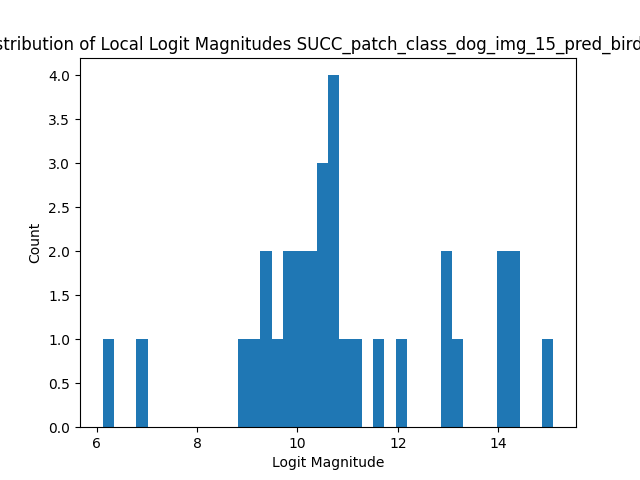 stribution of Local Logit Magnitudes SUCC_patch_class_dog_img_15_pred_bird
4.0
3.5
3.0
2.5
2.0
1.5
1.0
0.5
0.0
Count
6 8 10 12 14
Logit Magnitude